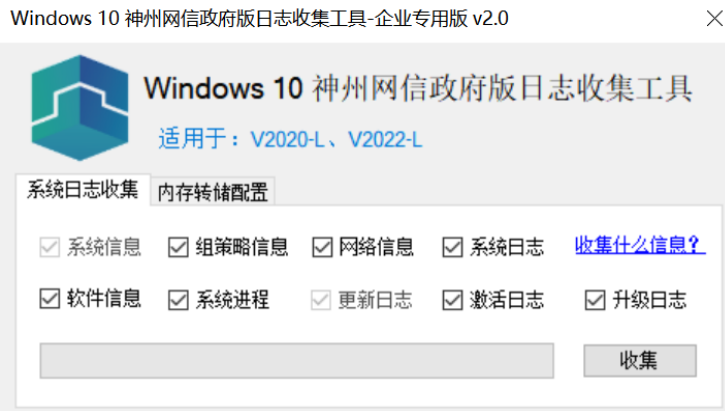 Windows 10 神州网信政府版日志收集工具-企业专用版 v2.0
Windows 10 神州网信政府版日志收集工具
适用于：V2020-L、V2022-L
系统日志收集 内存转储配置
系统信息 组策略信息 网络信息 系统日志 收集什么信息？
软件信息 系统进程 更新日志 激活日志 升级日志
收集